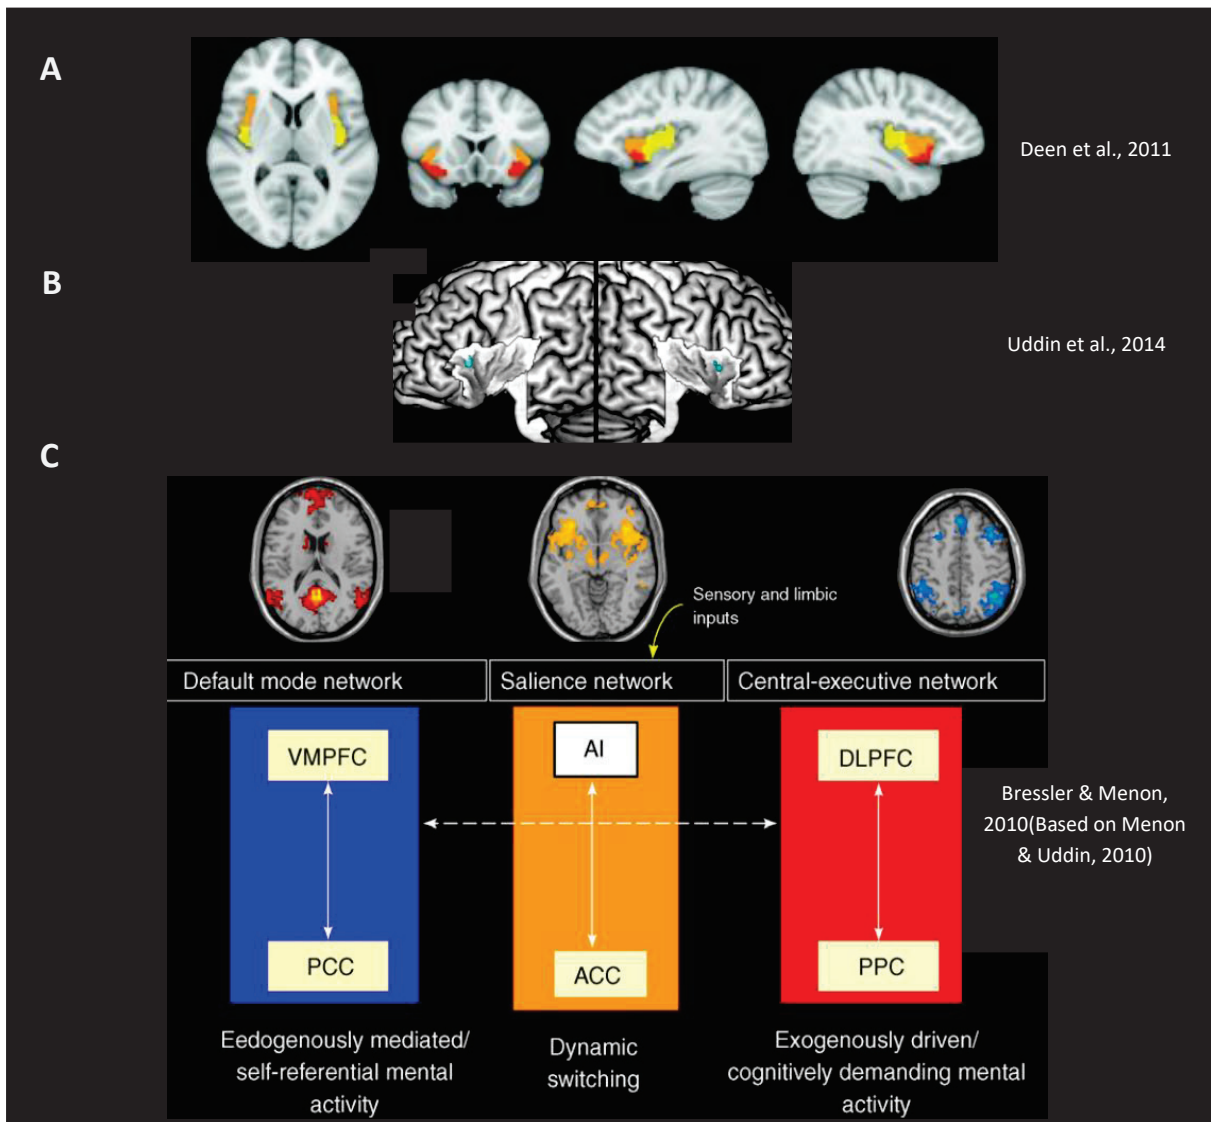 A
Deen et al., 2011
B
Uddin et al., 2014
C
Sensory and limbic
inputs
Default mode network
Salience network
Central-executive network
VMPFC
AI
DLPFC
Bressler & Menon,
2010(Based on Menon
& Uddin, 2010)
PCC
ACC
PPC
Eedogenously mediated/
self-referential mental
activity
Dynamic
switching
Exogenously driven/
cognitively demanding mental
activity